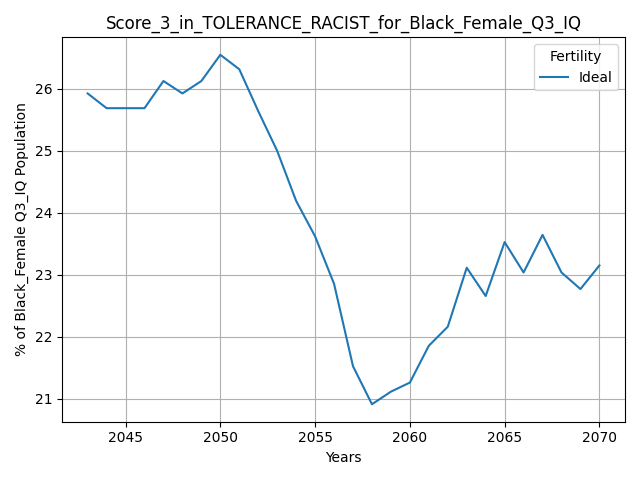 Score_3_in_TOLERANCE_RACIST_for_Black_Female_Q3_IQ
Fertility
Ideal
% of Black_Female Q3_IQ Population
26
25
24
23
22
21
2045 2050 2055 2060 2065 2070
Years